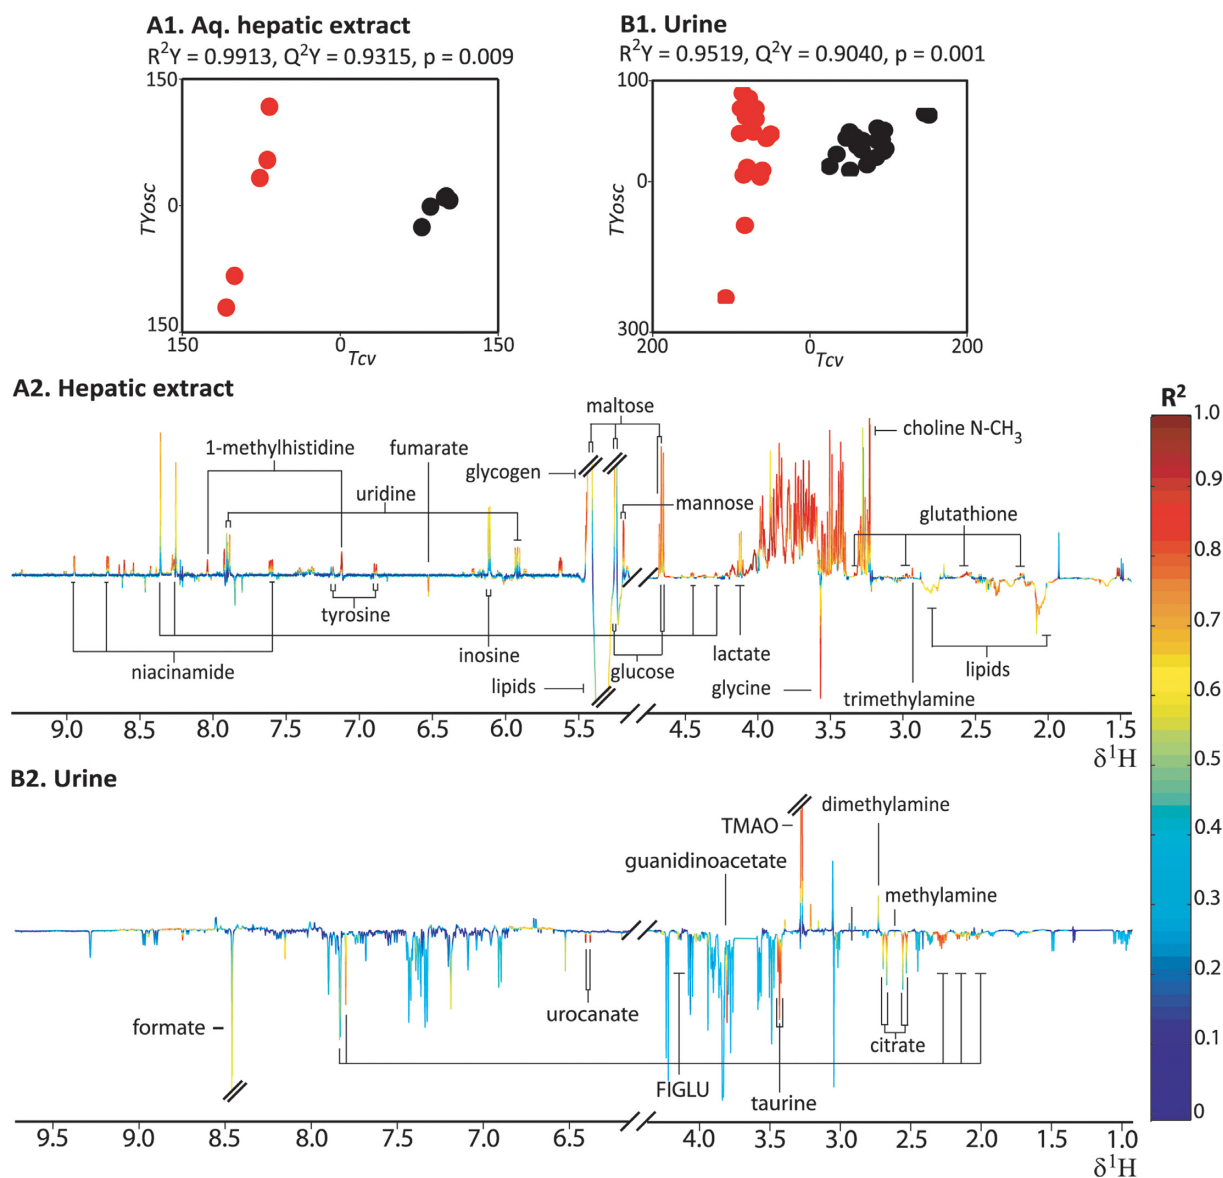 A1. Aq. hepatic extract
R²Y = 0.9913, Q²Y = 0.9315, p = 0.009
150
TYosc
0
150
150
0
150
Tcv
B1. Urine
R²Y = 0.9519, Q²Y = 0.9040, p = 0.001
100
TYosc
0
300
200
0
200
Tcv
A2. Hepatic extract
maltose
choline N-CH₃
1-methylhistidine
fumarate
glycogen
uridine
mannose
glutathione
tyrosine
niacinamide
inosine
glucose
lactate
lipids
lipids
glycine
trimethylamine
9.0 8.5 8.0 7.5 7.0 6.5 6.0 5.5 4.5 4.0 3.5 3.0 2.5 2.0 1.5
δ¹H
B2. Urine
dimethylamine
TMAO
guanidinoacetate
methylamine
formate
urocanate
citrate
FIGLU
taurine
9.5 9.0 8.5 8.0 7.5 7.0 6.5 4.0 3.5 3.0 2.5 2.0 1.5 1.0
δ¹H
R²
1.0
0.9
0.8
0.7
0.6
0.5
0.4
0.3
0.2
0.1
0